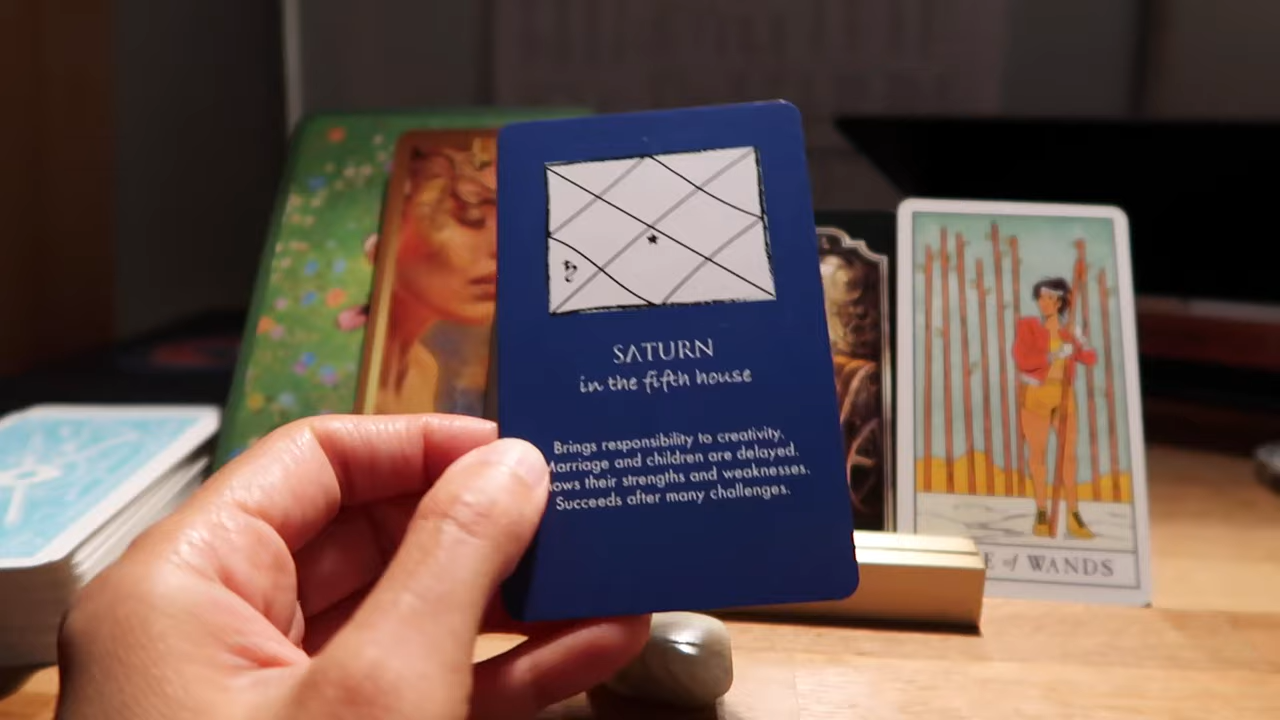 SATURN
in the fifth house
Brings responsibility to creativity.
Marriage and children are delayed.
their strengths and weaknesses.
Succeeds after many challenges.
of WANDS